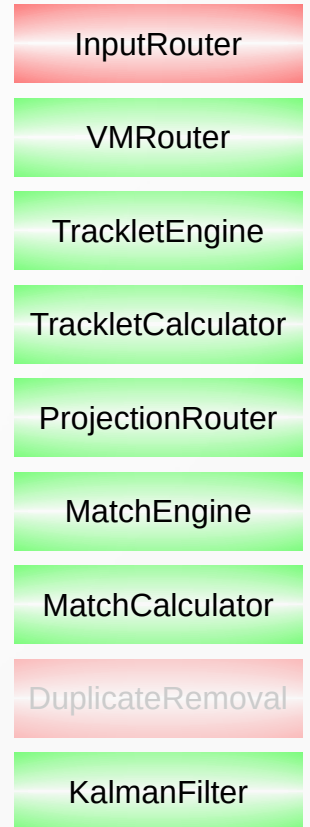 InputRouter
VMRouter
TrackletEngine
TrackletCalculator
ProjectionRouter
MatchEngine
MatchCalculator
DuplicateRemoval
KalmanFilter